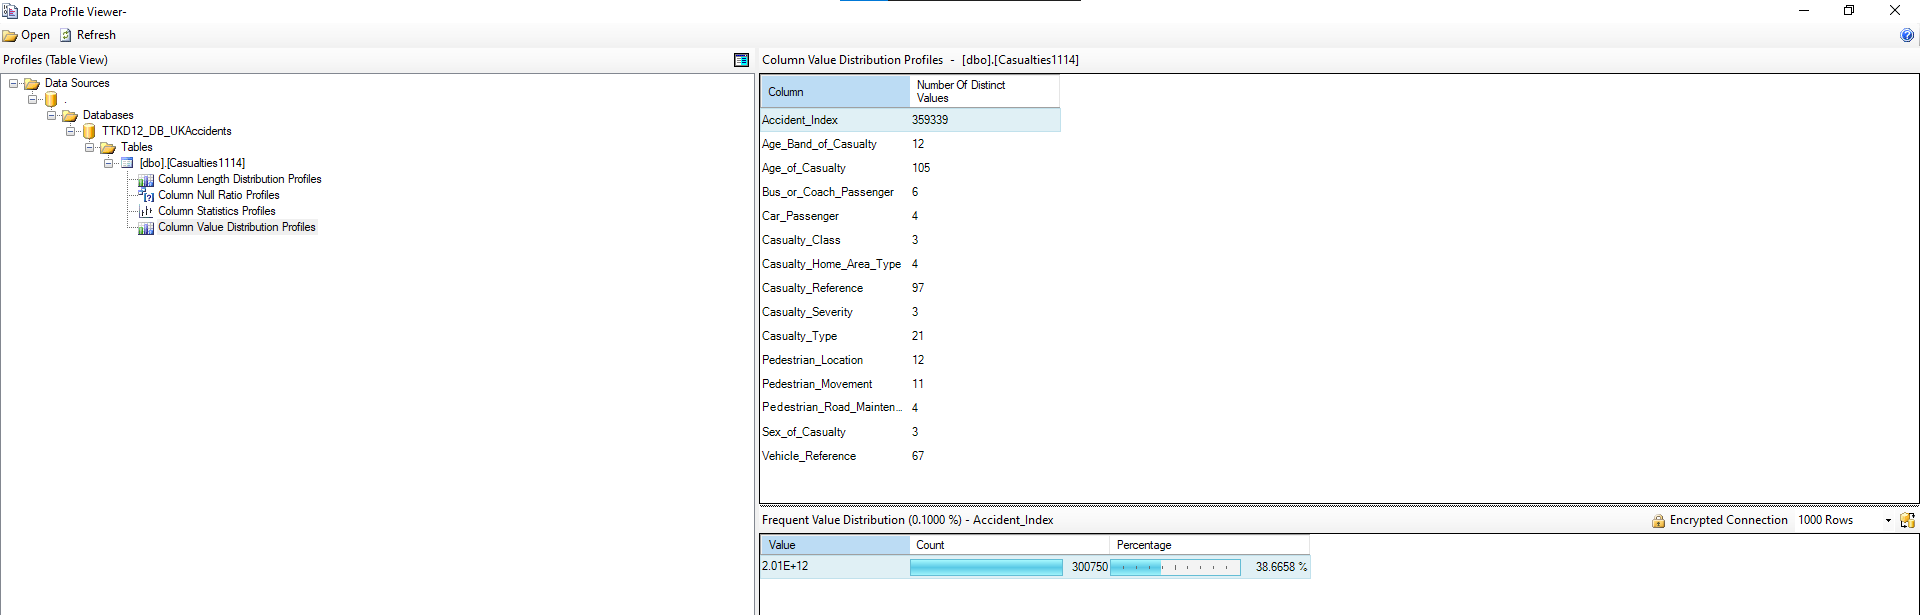 Data Profile Viewer-
Open Refresh
Profiles (Table View)
Data Sources
.
Databases
TTKD12_DB_UKAccidents
Tables
[dbo].[Casualties1114]
Column Length Distribution Profiles
Column Null Ratio Profiles
Column Statistics Profiles
Column Value Distribution Profiles
Column Value Distribution Profiles - [dbo].[Casualties1114]
Column Number Of Distinct Values
Accident_Index 359339
Age_Band_of_Casualty 12
Age_of_Casualty 105
Bus_or_Coach_Passenger 6
Car_Passenger 4
Casualty_Class 3
Casualty_Home_Area_Type 4
Casualty_Reference 97
Casualty_Severity 3
Casualty_Type 21
Pedestrian_Location 12
Pedestrian_Movement 11
Pedestrian_Road_Mainten... 4
Sex_of_Casualty 3
Vehicle_Reference 67
Frequent Value Distribution (0.1000 %) - Accident_Index Encrypted Connection 1000 Rows
Value Count Percentage
2.01E+12 300750 38.6658 %